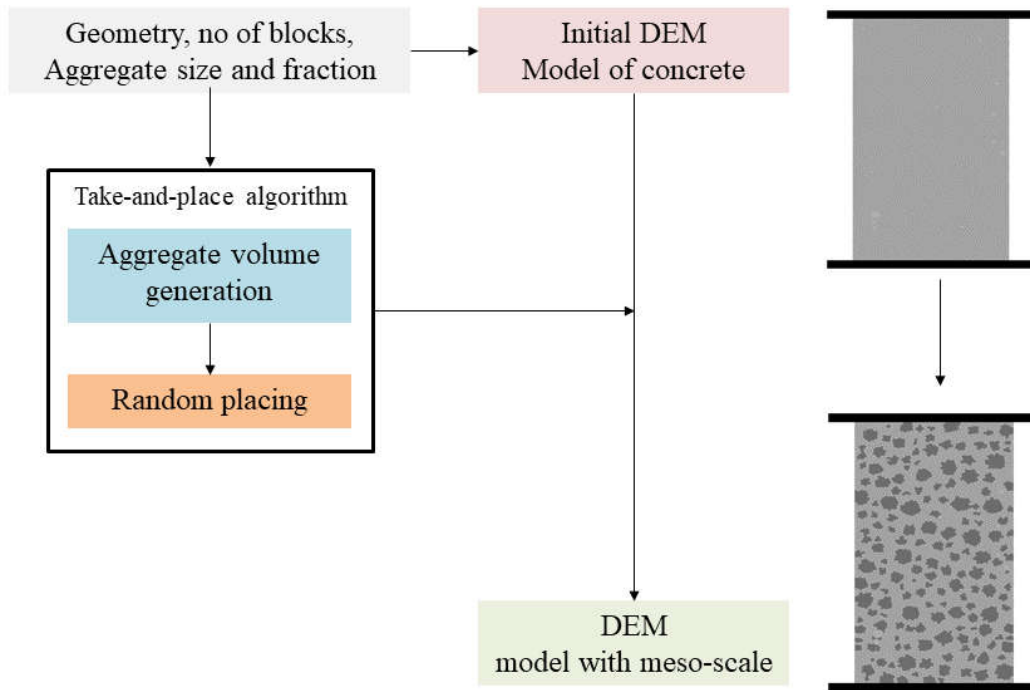 Geometry, no of blocks,
Aggregate size and fraction
Initial DEM
Model of concrete
Take-and-place algorithm
Aggregate volume
generation
Random placing
DEM
model with meso-scale